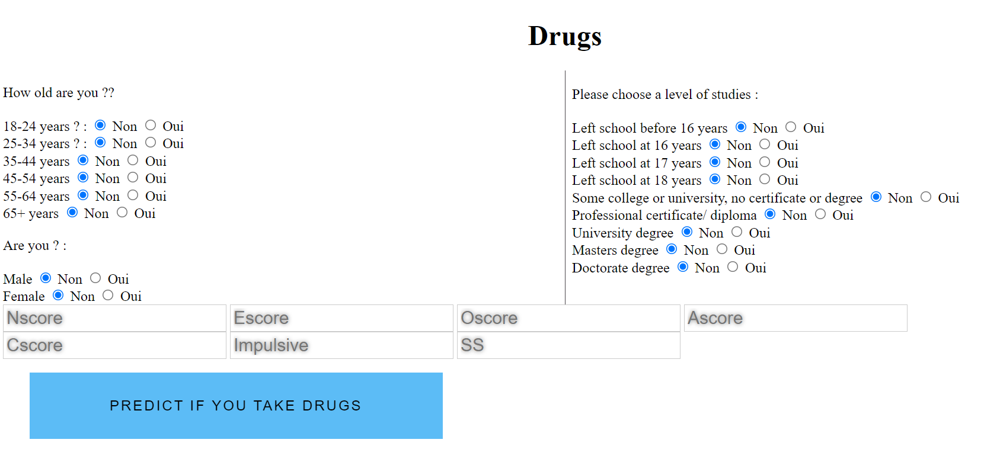 Drugs
How old are you ??
18-24 years ? : Non Oui
25-34 years ? : Non Oui
35-44 years Non Oui
45-54 years Non Oui
55-64 years Non Oui
65+ years Non Oui
Are you ? :
Male Non Oui
Female Non Oui
Please choose a level of studies :
Left school before 16 years Non Oui
Left school at 16 years Non Oui
Left school at 17 years Non Oui
Left school at 18 years Non Oui
Some college or university, no certificate or degree Non Oui
Professional certificate/ diploma Non Oui
University degree Non Oui
Masters degree Non Oui
Doctorate degree Non Oui
Nscore Escore Oscore Ascore
Cscore Impulsive SS
PREDICT IF YOU TAKE DRUGS